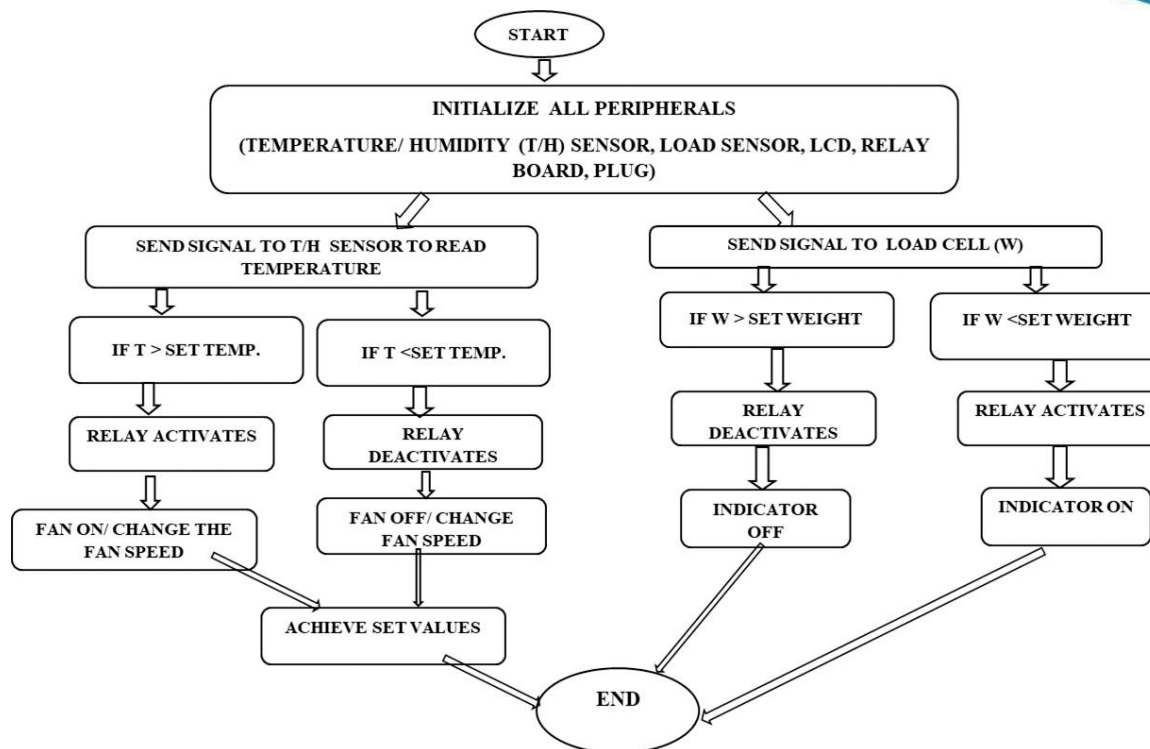 START
INITIALIZE ALL PERIPHERALS
(TEMPERATURE/ HUMIDITY (T/H) SENSOR, LOAD SENSOR, LCD, RELAY
BOARD, PLUG)
SEND SIGNAL TO T/H SENSOR TO READ
TEMPERATURE
SEND SIGNAL TO LOAD CELL (W)
IF T > SET TEMP.
IF T <SET TEMP.
IF W > SET WEIGHT
IF W <SET WEIGHT
RELAY ACTIVATES
RELAY
DEACTIVATES
RELAY
DEACTIVATES
RELAY ACTIVATES
FAN ON/ CHANGE THE
FAN SPEED
FAN OFF/ CHANGE
FAN SPEED
INDICATOR
OFF
INDICATOR ON
ACHIEVE SET VALUES
END